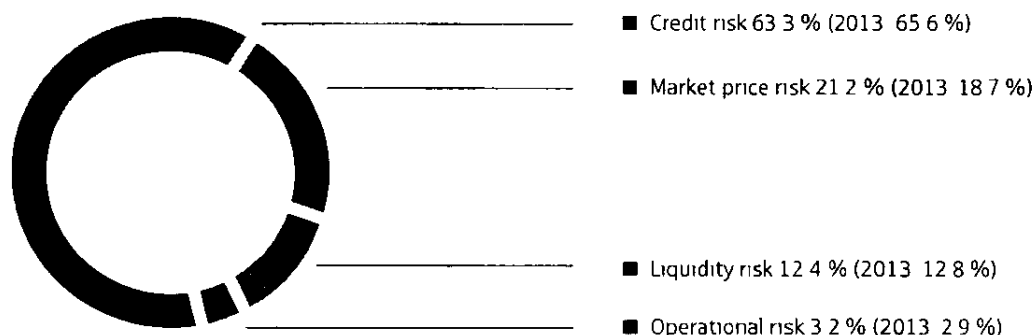 Credit risk 63 3 % (2013 65 6 %)
Market price risk 21 2 % (2013 18 7 %)
Liquidity risk 12 4 % (2013 12 8 %)
Operational risk 3 2 % (2013 2 9 %)